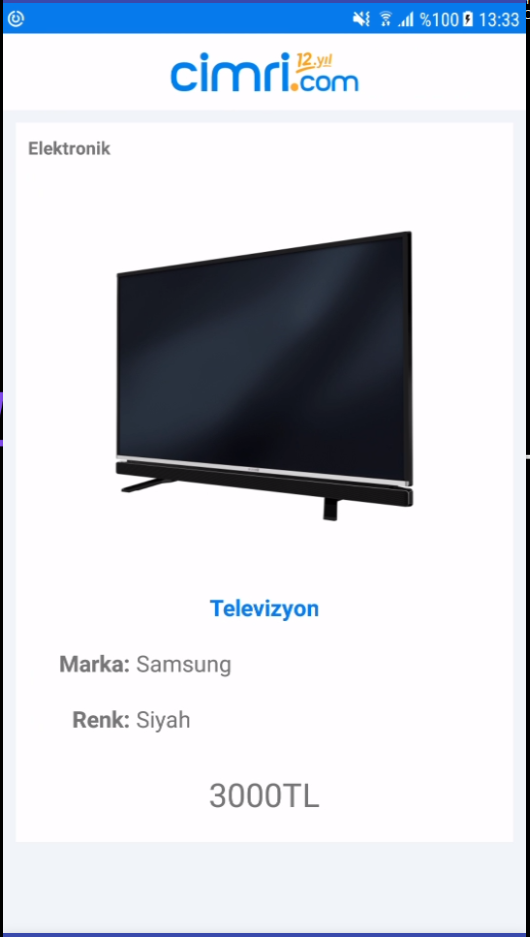 %100 13:33
12.yıl
cimri.com
Elektronik
Televizyon
Marka: Samsung
Renk: Siyah
3000TL